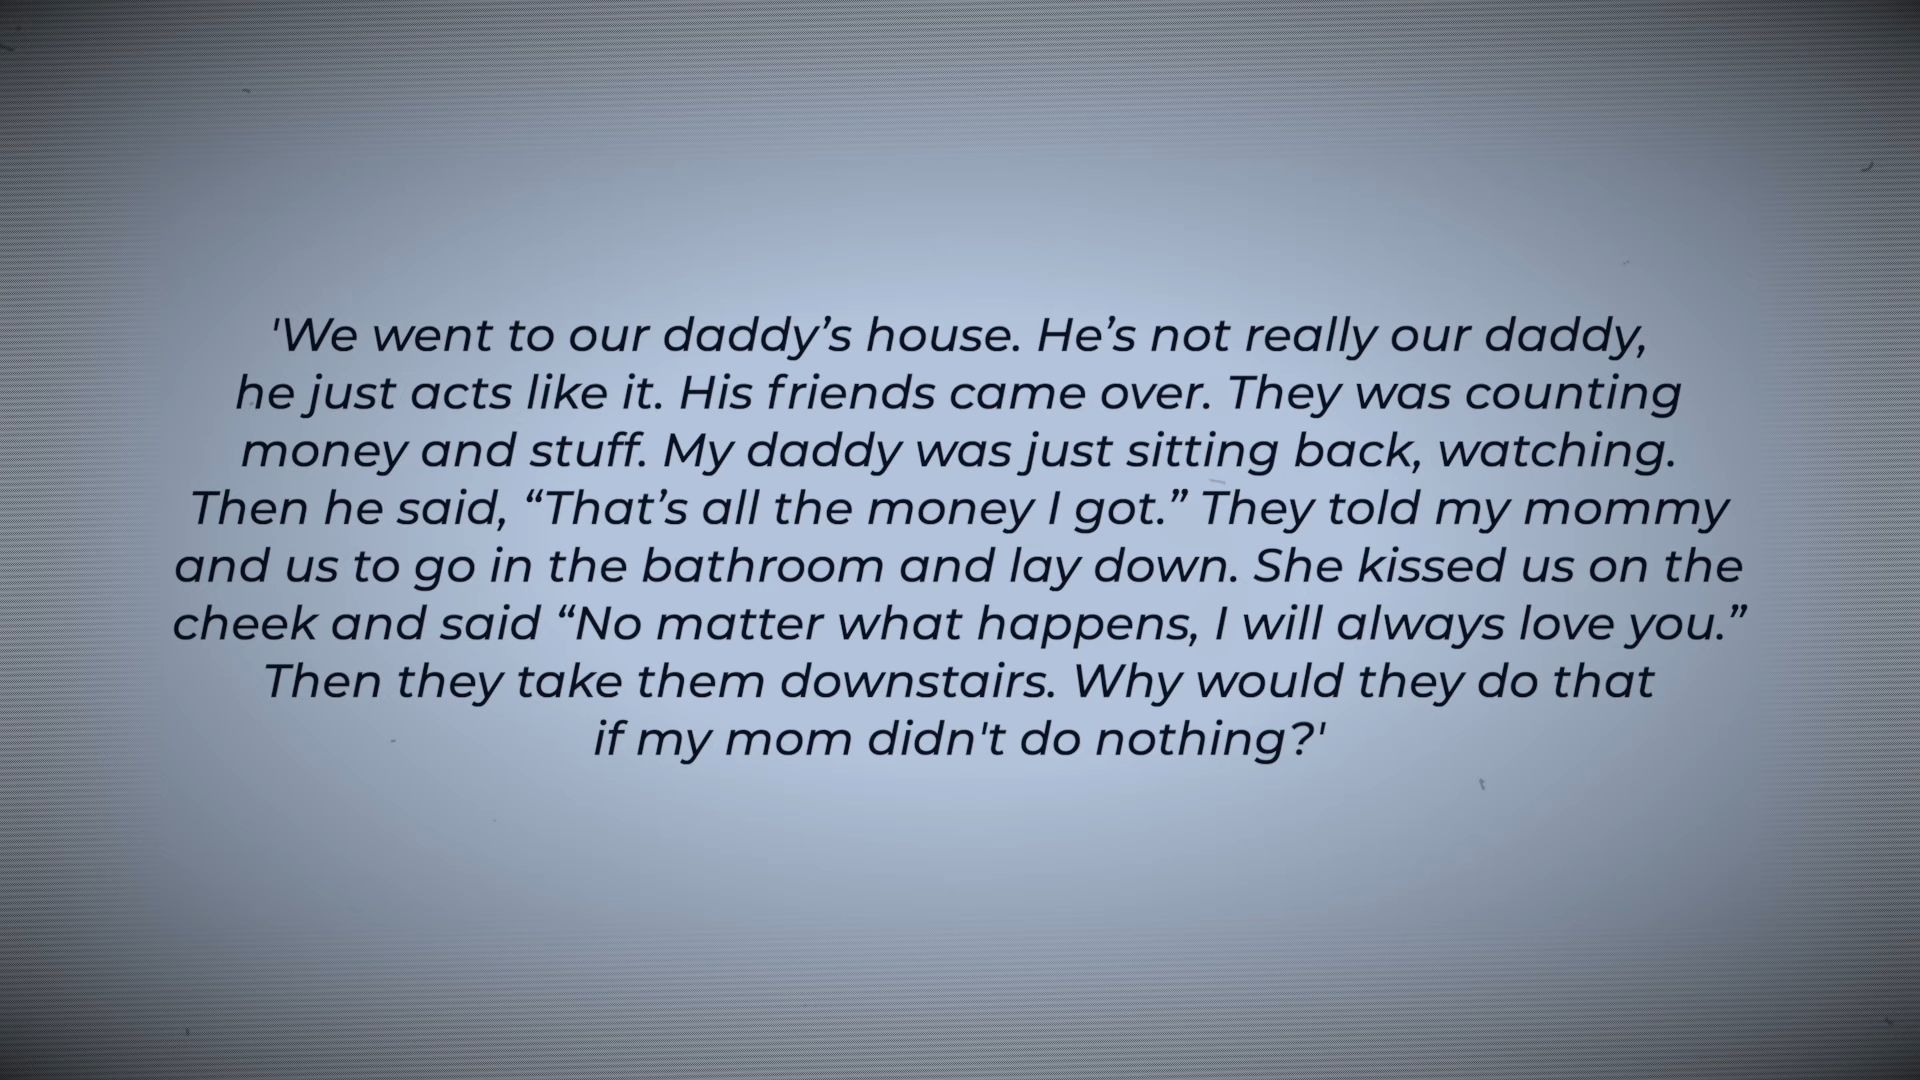 'We went to our daddy’s house. He’s not really our daddy,
he just acts like it. His friends came over. They was counting
money and stuff. My daddy was just sitting back, watching.
Then he said, “That’s all the money I got.” They told my mommy
and us to go in the bathroom and lay down. She kissed us on the
cheek and said “No matter what happens, I will always love you.”
Then they take them downstairs. Why would they do that
if my mom didn't do nothing?'